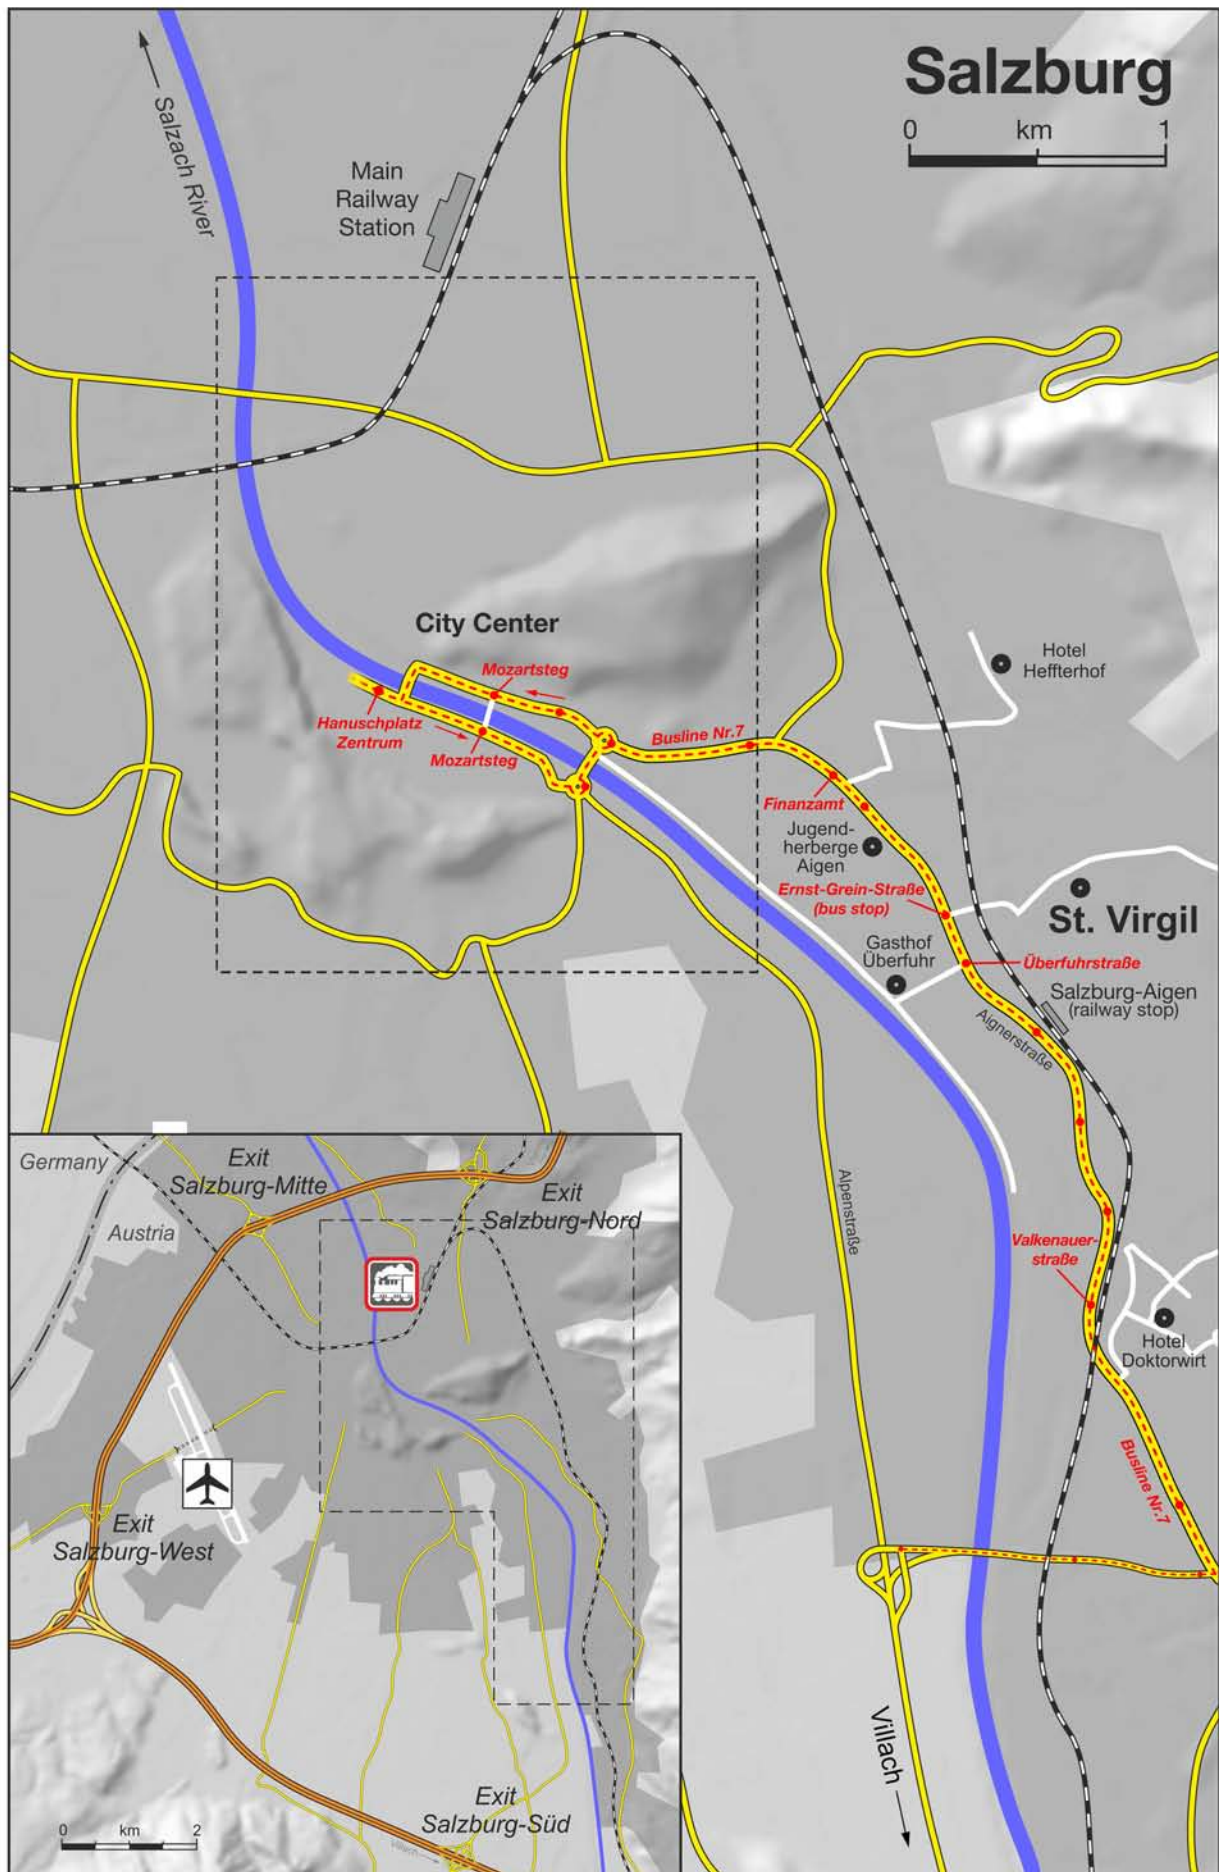 Salzburg
0 km 1
Salzach River
Main
Railway
Station
City Center
Mozartsteg
Hanuschplatz
Zentrum
Mozartsteg
Busline Nr.7
Hotel
Heffterhof
Finanzamt
Jugend-
herberge
Aigen
Ernst-Grein-Straße
(bus stop)
St. Virgil
Gasthof
Überfuhr
Überfuhrstraße
Salzburg-Aigen
(railway stop)
Aignerstraße
Alpenstraße
Valkenauer-
straße
Hotel
Doktorwirt
Busline Nr.7
Villach
Germany
Austria
Exit
Salzburg-Mitte
Exit
Salzburg-Nord
Exit
Salzburg-West
Exit
Salzburg-Süd
0 km 2